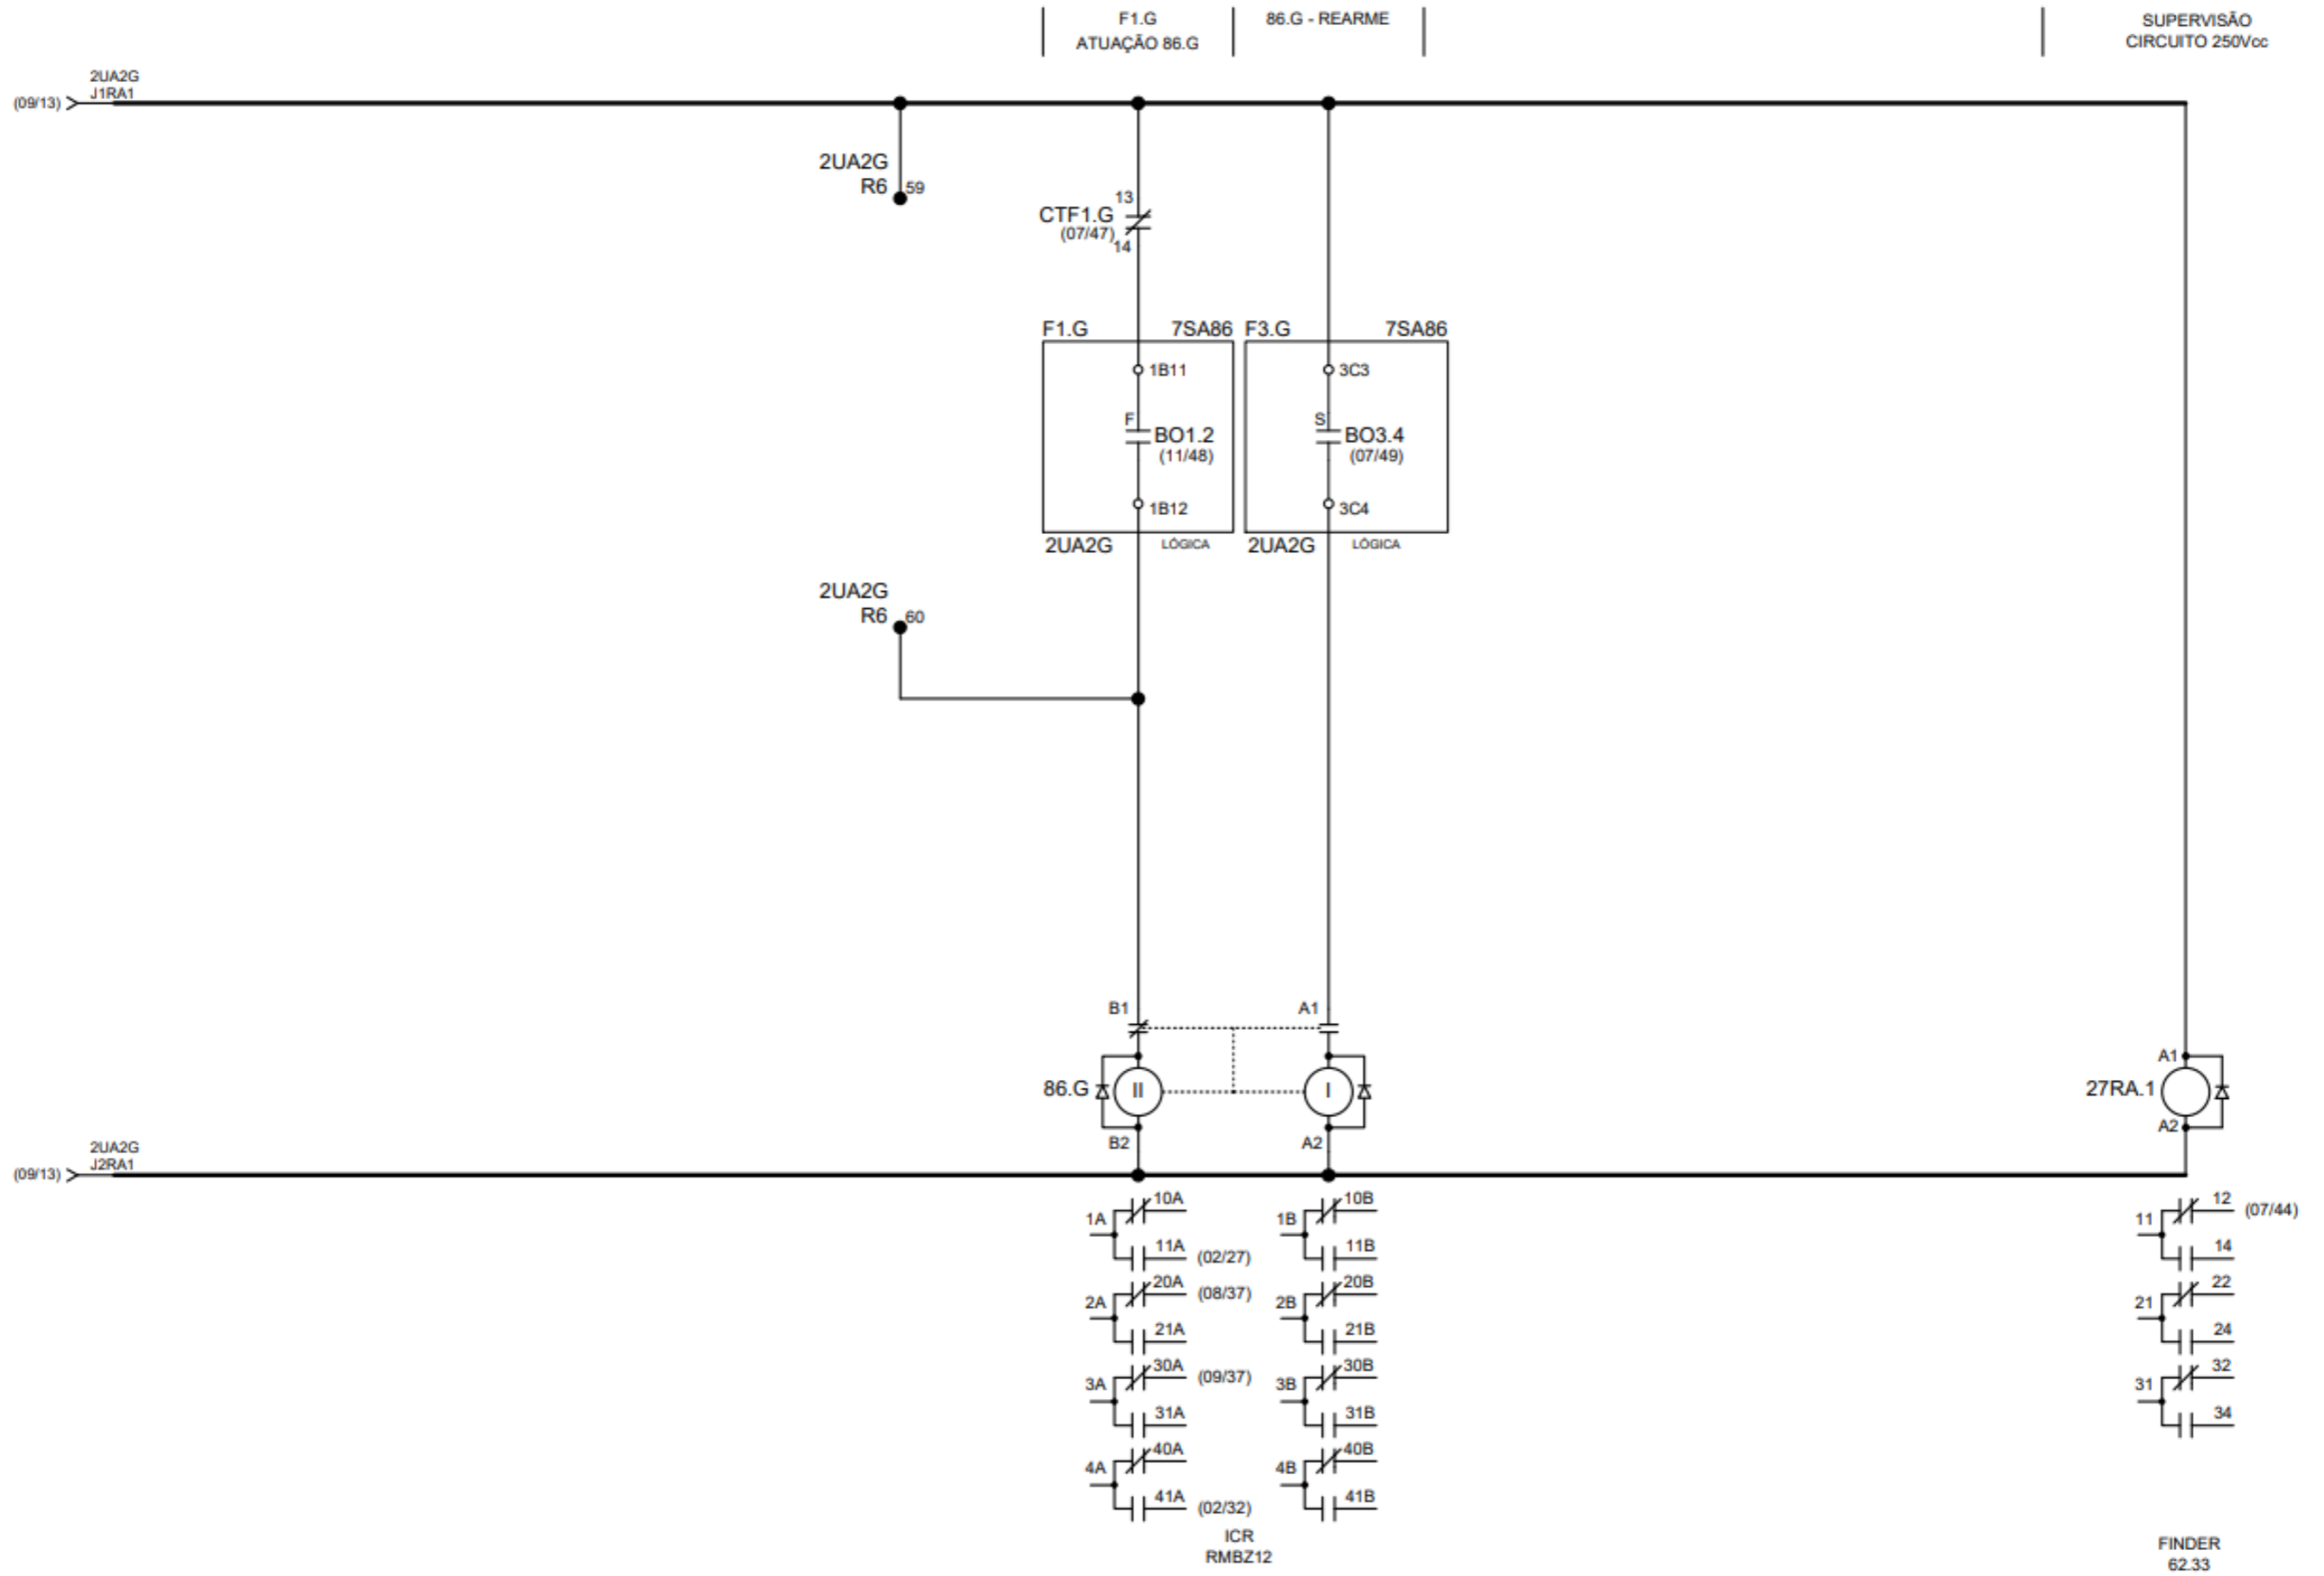 F1.G
ATUAÇÃO 86.G
86.G - REARME
SUPERVISÃO
CIRCUITO 250Vcc
2UA2G
(09/13)
J1RA1
2UA2G
R6
59
13
CTF1.G
(07/47)
14
F1.G
7SA86
1B11
F
BO1.2
(11/48)
1B12
2UA2G
LÓGICA
F3.G
7SA86
3C3
S
BO3.4
(07/49)
3C4
2UA2G
LÓGICA
2UA2G
R6
60
B1
A1
86.G
II
I
B2
A2
A1
27RA.1
A2
2UA2G
(09/13)
J2RA1
1A
10A
11A
(02/27)
2A
20A
(08/37)
21A
3A
30A
(09/37)
31A
4A
40A
41A
(02/32)
1B
10B
11B
2B
20B
21B
3B
30B
31B
4B
40B
41B
ICR
RMBZ12
11
12
(07/44)
14
21
22
24
31
32
34
FINDER
62.33